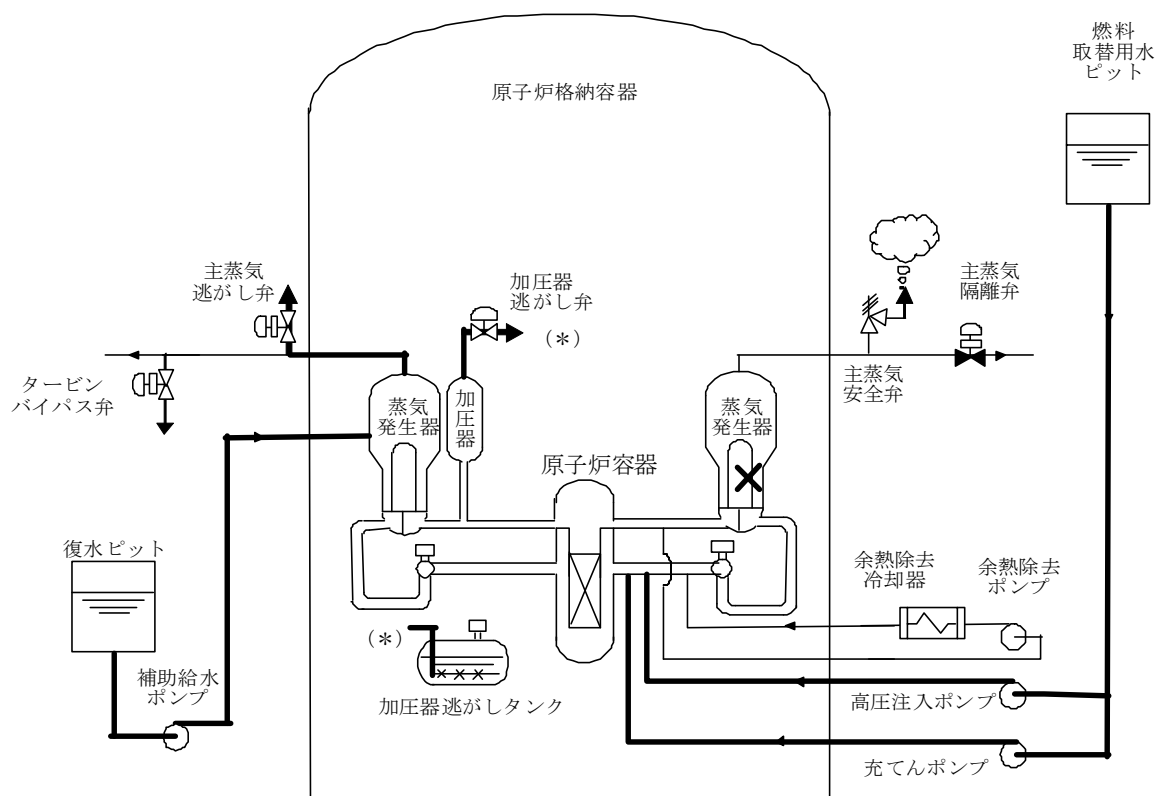 燃料
取替用水
ピット
原子炉格納容器
主蒸気
逃がし弁
加圧器
逃がし弁
(*)
主蒸気
隔離弁
タービン
バイパス弁
蒸気
発生器
加圧器
蒸気
発生器
主蒸気
安全弁
原子炉容器
復水ピット
余熱除去
冷却器
余熱除去
ポンプ
(*)
補助給水
ポンプ
加圧器逃がしタンク
高圧注入ポンプ
充てんポンプ